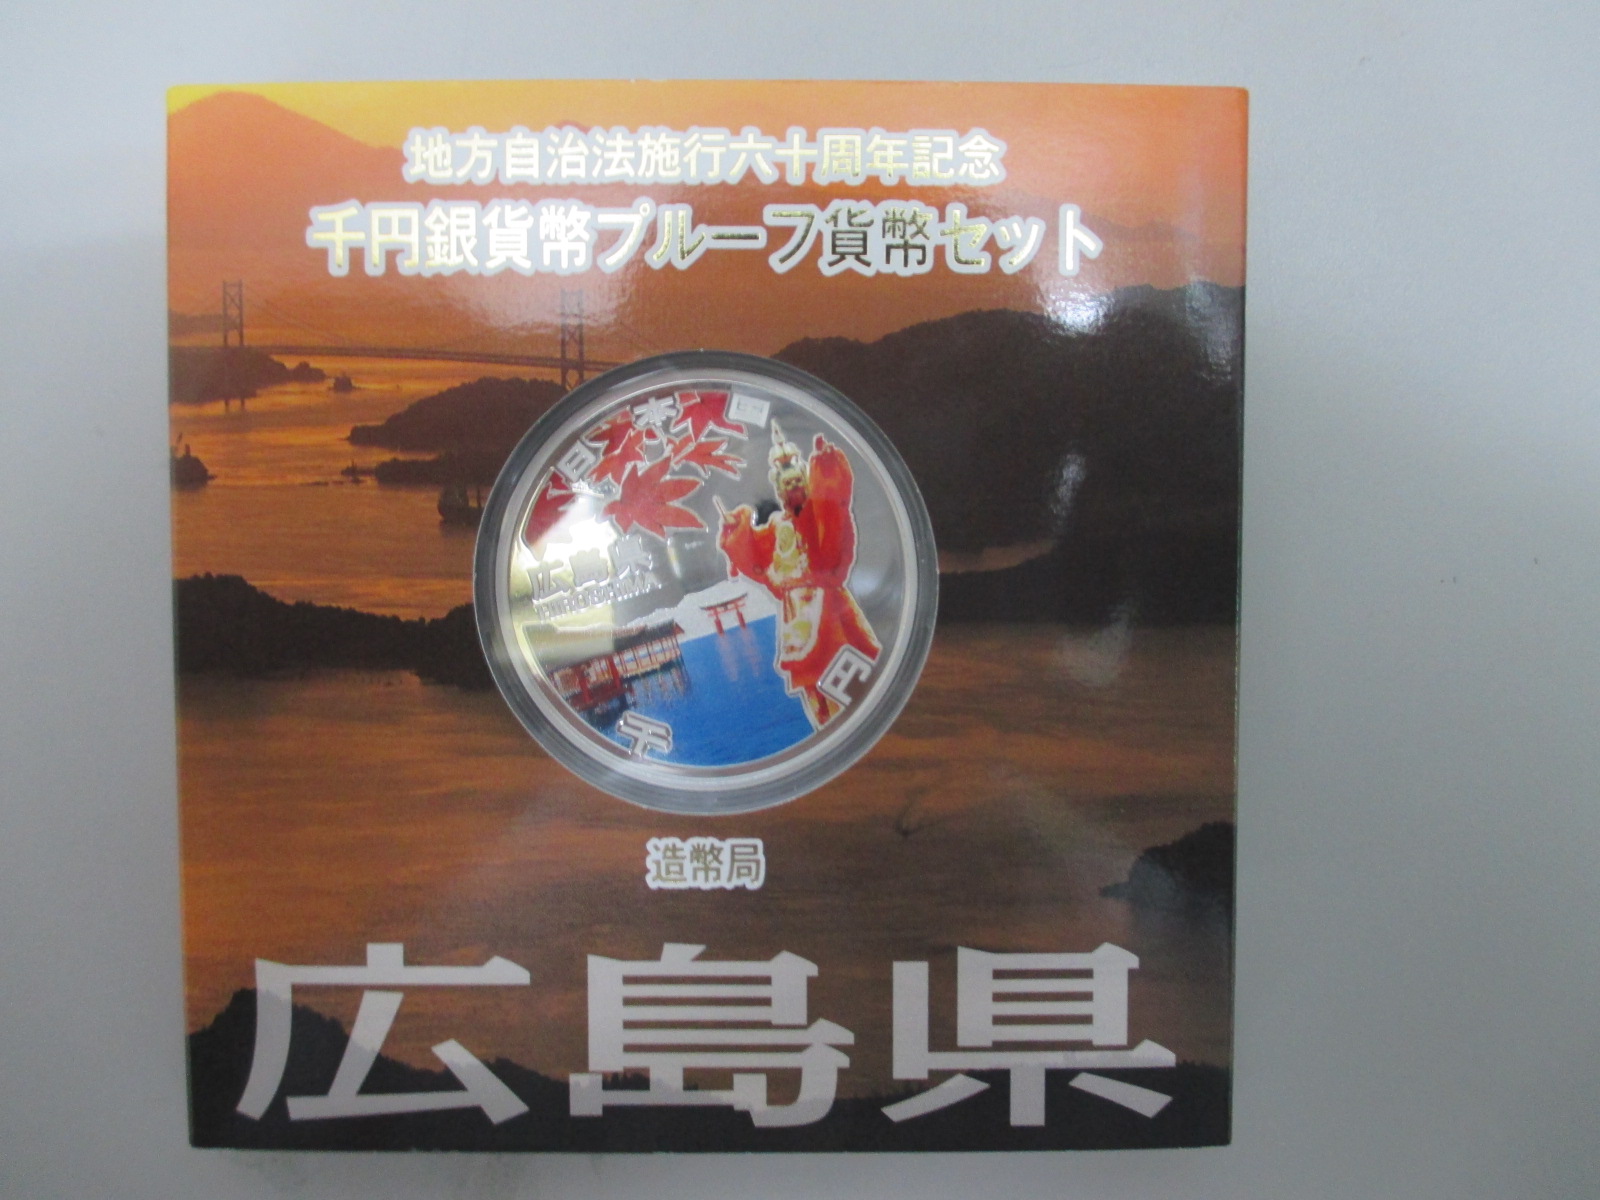 地方自治法施行六十周年記念
千円銀貨幣プルーフ貨幣セット
日本国
広島県
HIROSHIMA
千円
造幣局
広島県